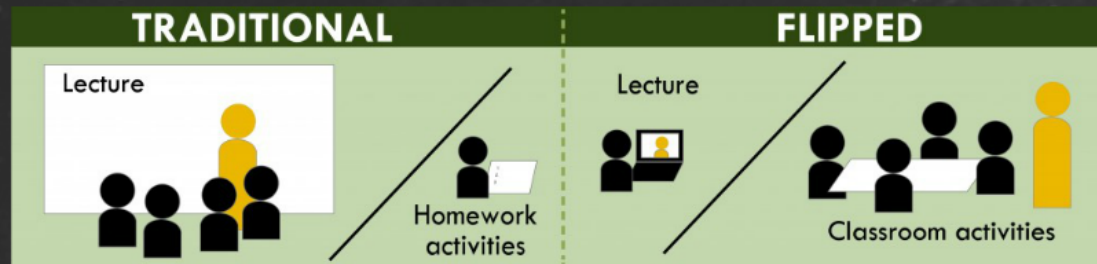 TRADITIONAL
Lecture
Homework
activities
FLIPPED
Lecture
Classroom activities